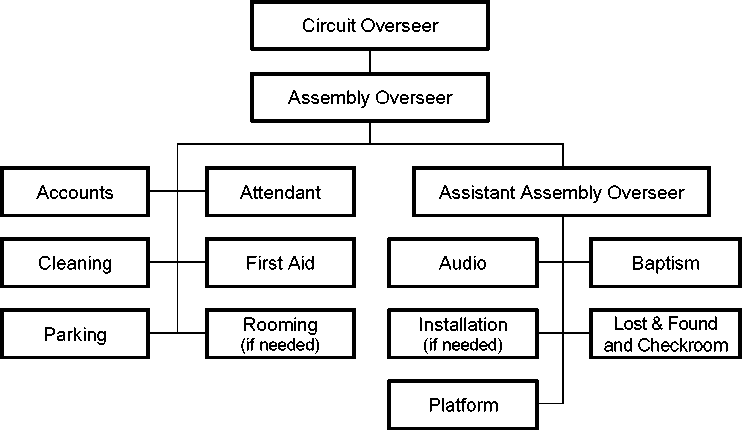 Circuit Overseer
Assembly Overseer
Accounts
Attendant
Assistant Assembly Overseer
Cleaning
First Aid
Audio
Baptism
Parking
Rooming
(if needed)
Installation
(if needed)
Lost & Found
and Checkroom
Platform